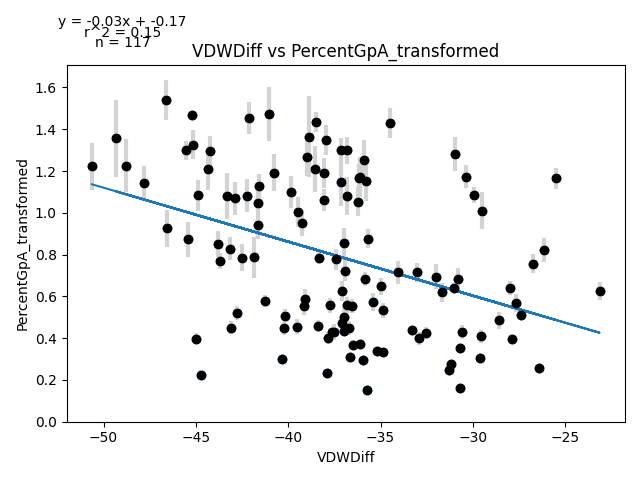 y = -0.03x + -0.17
r^2 = 0.15
n = 117
VDWDiff vs PercentGpA_transformed
PercentGpA_transformed
1.6
1.4
1.2
1.0
0.8
0.6
0.4
0.2
0.0
−50
−45
−40
−35
−30
−25
VDWDiff